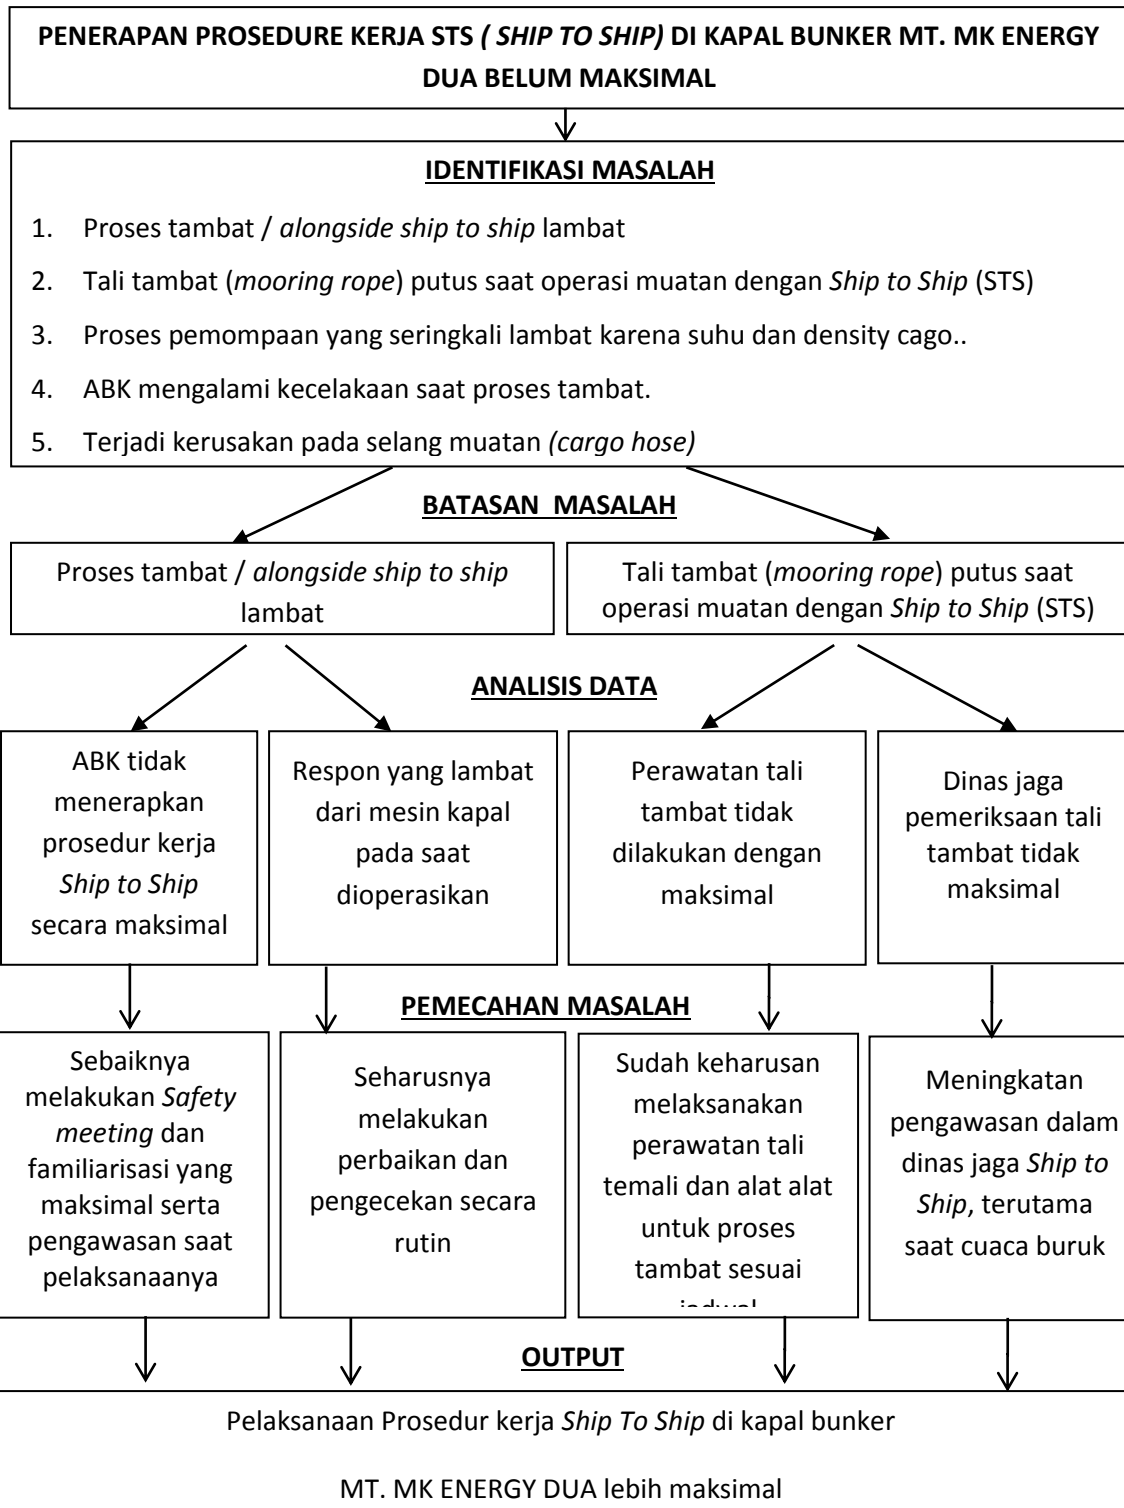 PENERAPAN PROSEDURE KERJA STS ( SHIP TO SHIP) DI KAPAL BUNKER MT. MK ENERGY
DUA BELUM MAKSIMAL
IDENTIFIKASI MASALAH
1. Proses tambat / alongside ship to ship lambat
2. Tali tambat (mooring rope) putus saat operasi muatan dengan Ship to Ship (STS)
3. Proses pemompaan yang seringkali lambat karena suhu dan density cago..
4. ABK mengalami kecelakaan saat proses tambat.
5. Terjadi kerusakan pada selang muatan (cargo hose)
BATASAN MASALAH
Proses tambat / alongside ship to ship
lambat
Tali tambat (mooring rope) putus saat
operasi muatan dengan Ship to Ship (STS)
ANALISIS DATA
ABK tidak
menerapkan
prosedur kerja
Ship to Ship
secara maksimal
Respon yang lambat
dari mesin kapal
pada saat
dioperasikan
Perawatan tali
tambat tidak
dilakukan dengan
maksimal
Dinas jaga
pemeriksaan tali
tambat tidak
maksimal
PEMECAHAN MASALAH
Sebaiknya
melakukan Safety
meeting dan
familiarisasi yang
maksimal serta
pengawasan saat
pelaksanaanya
Seharusnya
melakukan
perbaikan dan
pengecekan secara
rutin
Sudah keharusan
melaksanakan
perawatan tali
temali dan alat alat
untuk proses
tambat sesuai
jadwal
Meningkatan
pengawasan dalam
dinas jaga Ship to
Ship, terutama
saat cuaca buruk
OUTPUT
Pelaksanaan Prosedur kerja Ship To Ship di kapal bunker
MT. MK ENERGY DUA lebih maksimal